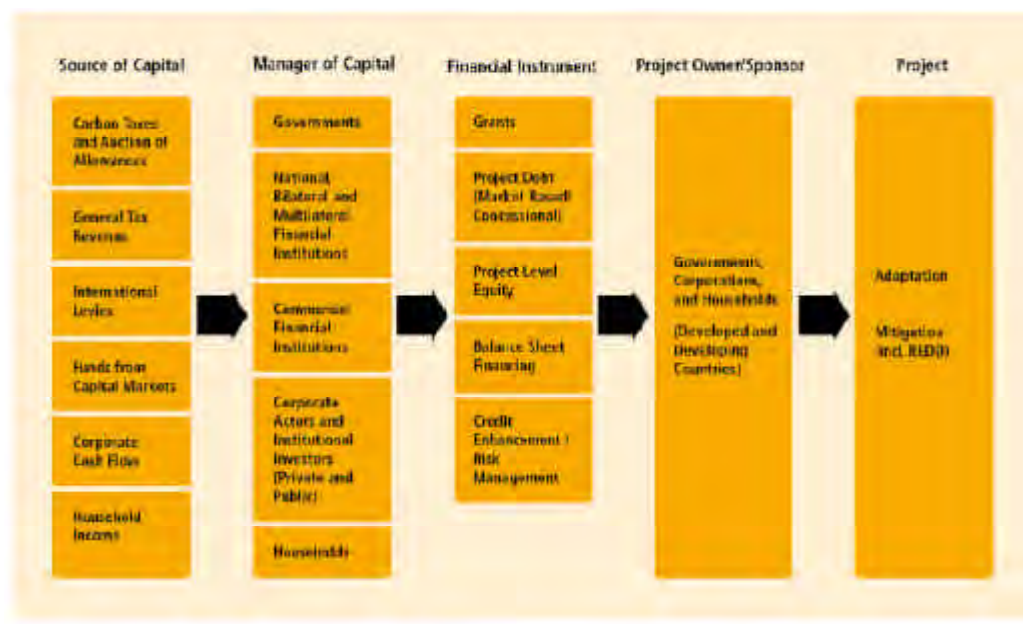 Source of Capital
Carbon Taxes
and Auction of
Allowances
General Tax
Revenue
International
Levies
Funds from
Capital Markets
Corporate
Cash Flow
Household
Income
Manager of Capital
Governments
National,
Bilateral and
Multilateral
Financial
Institutions
Commercial
Financial
Institutions
Corporate
Actors and
Institutional
Investors
(Private and
Public)
Households
Financial Instrument
Grants
Project Debt
(Market Based/
Concessional)
Project Level
Equity
Balance Sheet
Financing
Credit
Enhancement /
Risk
Management
Project Owner/Sponsor
Governments,
Corporations,
and Households
(Developed and
Developing
Countries)
Project
Adaptation
Mitigation